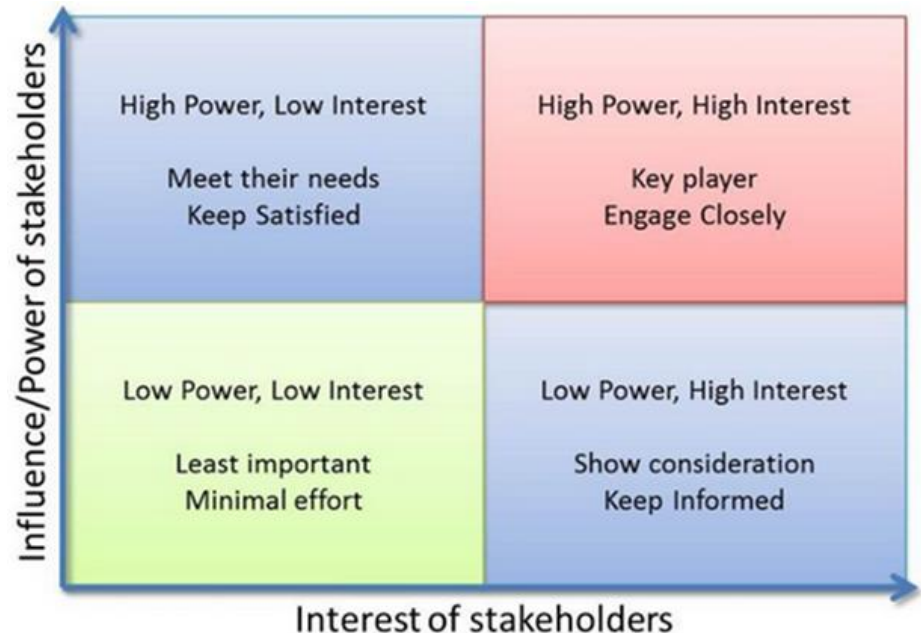 Influence/Power of stakeholders
High Power, Low Interest
Meet their needs
Keep Satisfied
High Power, High Interest
Key player
Engage Closely
Low Power, Low Interest
Least important
Minimal effort
Low Power, High Interest
Show consideration
Keep Informed
Interest of stakeholders